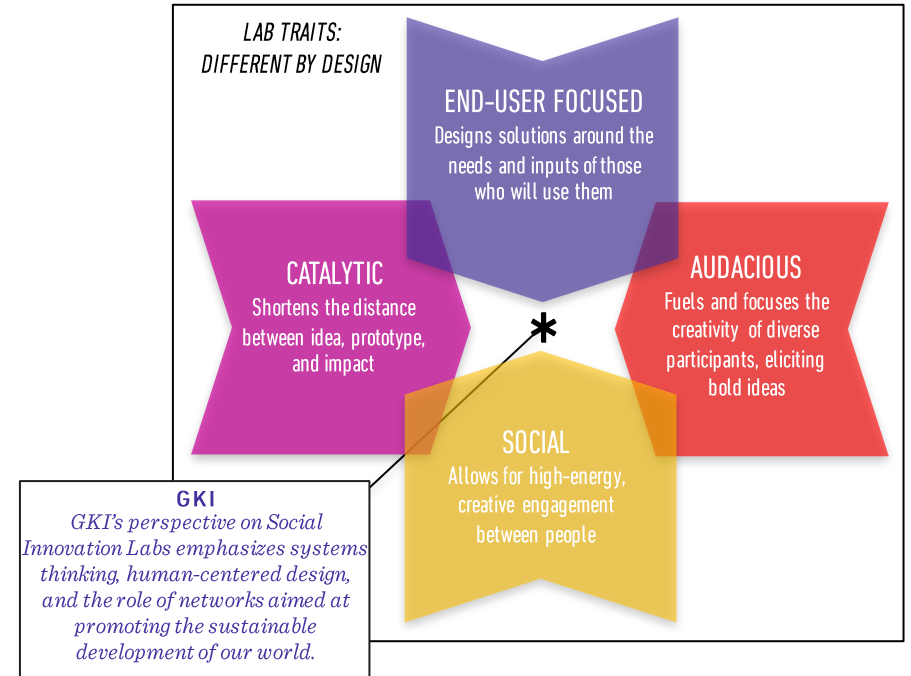 LAB TRAITS:
DIFFERENT BY DESIGN
END-USER FOCUSED
Designs solutions around the
needs and inputs of those
who will use them
CATALYTIC
Shortens the distance
between idea, prototype,
and impact
AUDACIOUS
Fuels and focuses the
creativity of diverse
participants, eliciting
bold ideas
*
SOCIAL
Allows for high-energy,
creative engagement
between people
GKI
GKI's perspective on Social
Innovation Labs emphasizes systems
thinking, human-centered design,
and the role of networks aimed at
promoting the sustainable
development of our world.